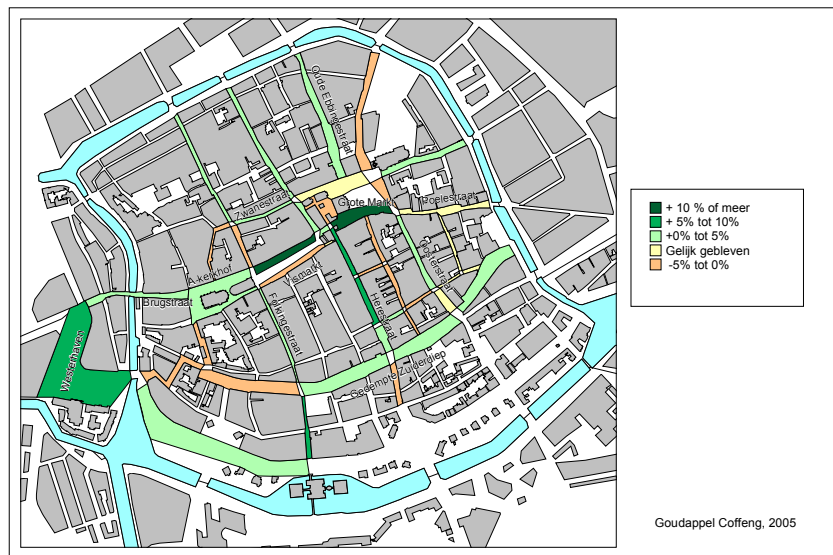 Oude Ebbingestraat
Zwanestraat
Grote Markt
Poelestraat
A-kerkhof
Vismarkt
Oosterstraat
Brugstraat
Folkingestraat
Herestraat
Westerhaven
Gedempte Zuiderdiep
+ 10 % of meer
+ 5% tot 10%
+0% tot 5%
Gelijk gebleven
-5% tot 0%
Goudappel Coffeng, 2005